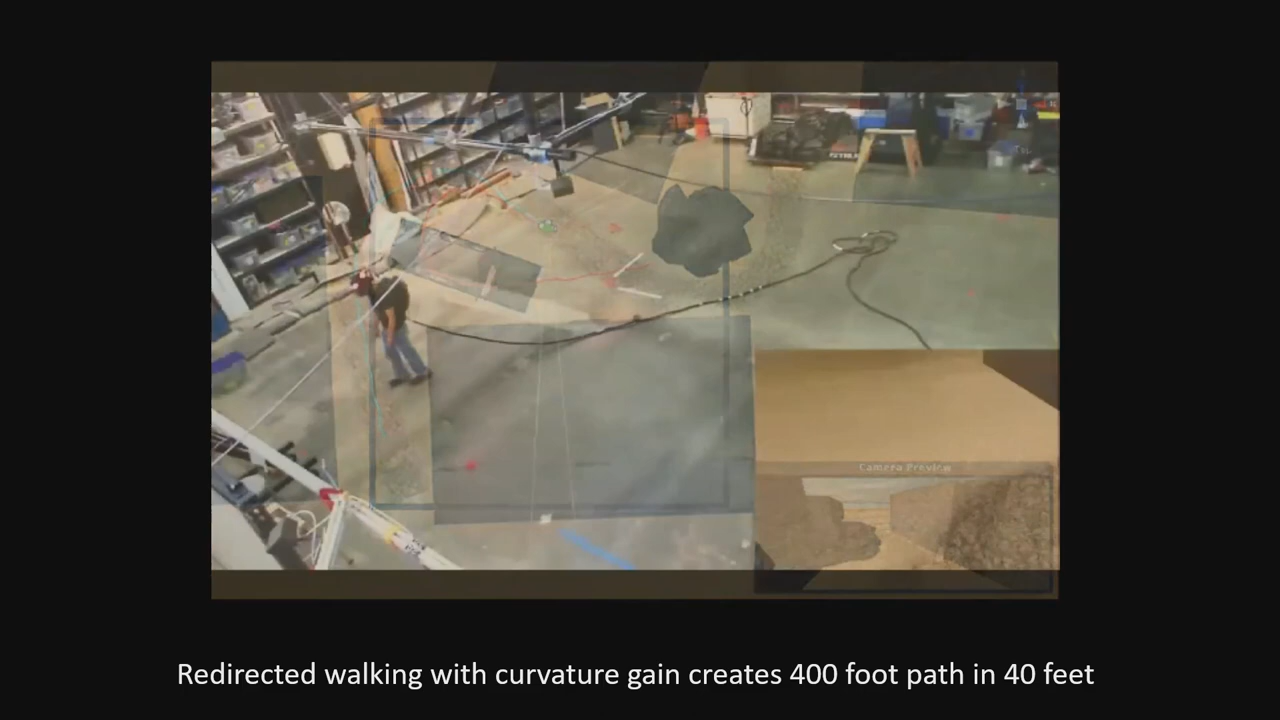 Camera Preview
Redirected walking with curvature gain creates 400 foot path in 40 feet